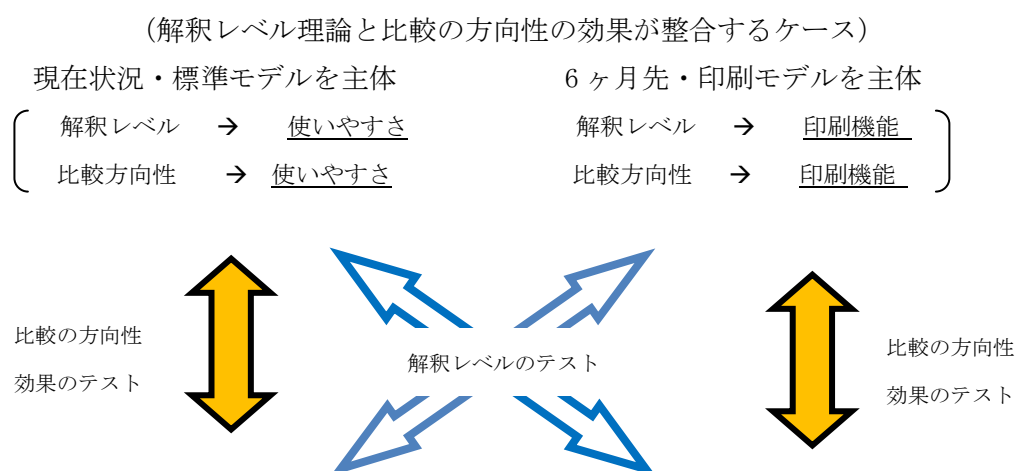 （解釈レベル理論と比較の方向性の効果が整合するケース）
現在状況・標準モデルを主体 6ヶ月先・印刷モデルを主体
解釈レベル → 使いやすさ 解釈レベル → 印刷機能
比較方向性 → 使いやすさ 比較方向性 → 印刷機能
比較の方向性
効果のテスト
解釈レベルのテスト
比較の方向性
効果のテスト